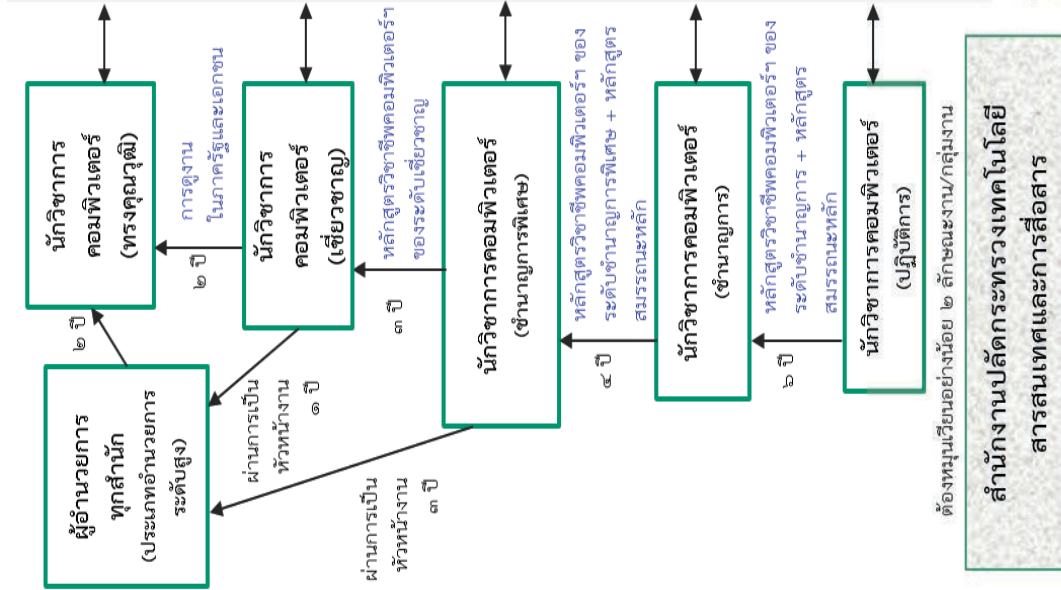 นักวิชาการ
คอมพิวเตอร์
(ทรงคุณวุฒิ)
๒ ปี
ผู้อำนวยการ
ทุกสำนัก
(ประเภทอำนวยการ
ระดับสูง)
การดูงาน
ในภาครัฐและเอกชน
๒ ปี
นักวิชาการ
คอมพิวเตอร์
(เชี่ยวชาญ)
ผ่านการเป็น
หัวหน้างาน
๑ ปี
หลักสูตรวิชาชีพคอมพิวเตอร์ฯ
ของระดับเชี่ยวชาญ
๓ ปี
ผ่านการเป็น
หัวหน้างาน
๓ ปี
นักวิชาการคอมพิวเตอร์
(ชำนาญการพิเศษ)
หลักสูตรวิชาชีพคอมพิวเตอร์ฯ ของ
ระดับชำนาญการพิเศษ + หลักสูตร
สมรรถนะหลัก
๔ ปี
นักวิชาการคอมพิวเตอร์
(ชำนาญการ)
หลักสูตรวิชาชีพคอมพิวเตอร์ฯ ของ
ระดับชำนาญการ + หลักสูตร
สมรรถนะหลัก
๖ ปี
นักวิชาการคอมพิวเตอร์
(ปฏิบัติการ)
ต้องหมุนเวียนอย่างน้อย ๒ ลักษณะงาน/กลุ่มงาน
สำนักงานปลัดกระทรวงเทคโนโลยี
สารสนเทศและการสื่อสาร